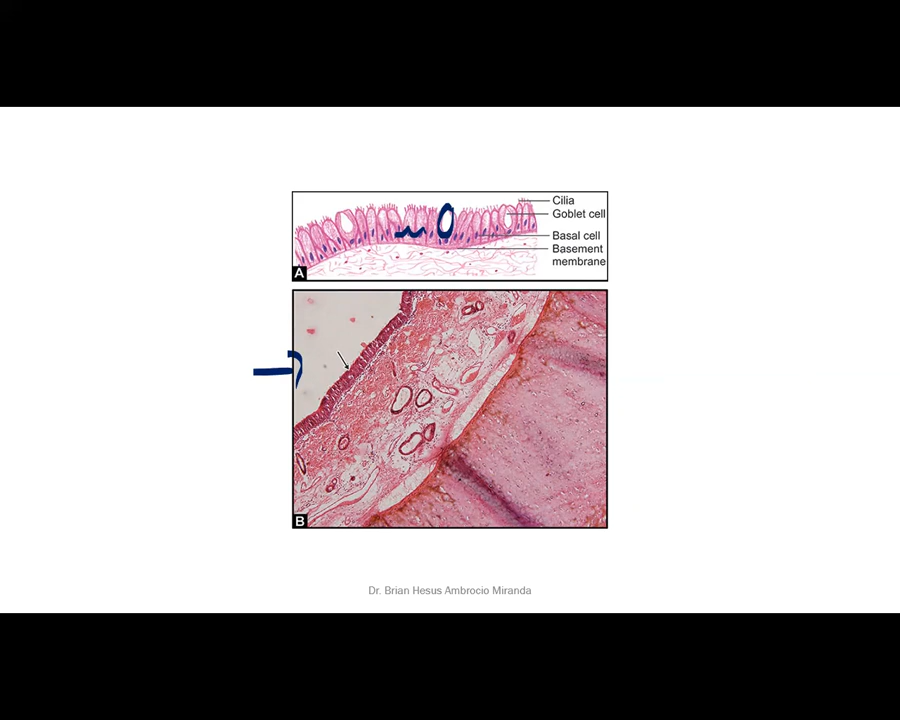 Cilia
Goblet cell
Basal cell
Basement
membrane
A
B
Dr. Brian Hesus Ambrocio Miranda